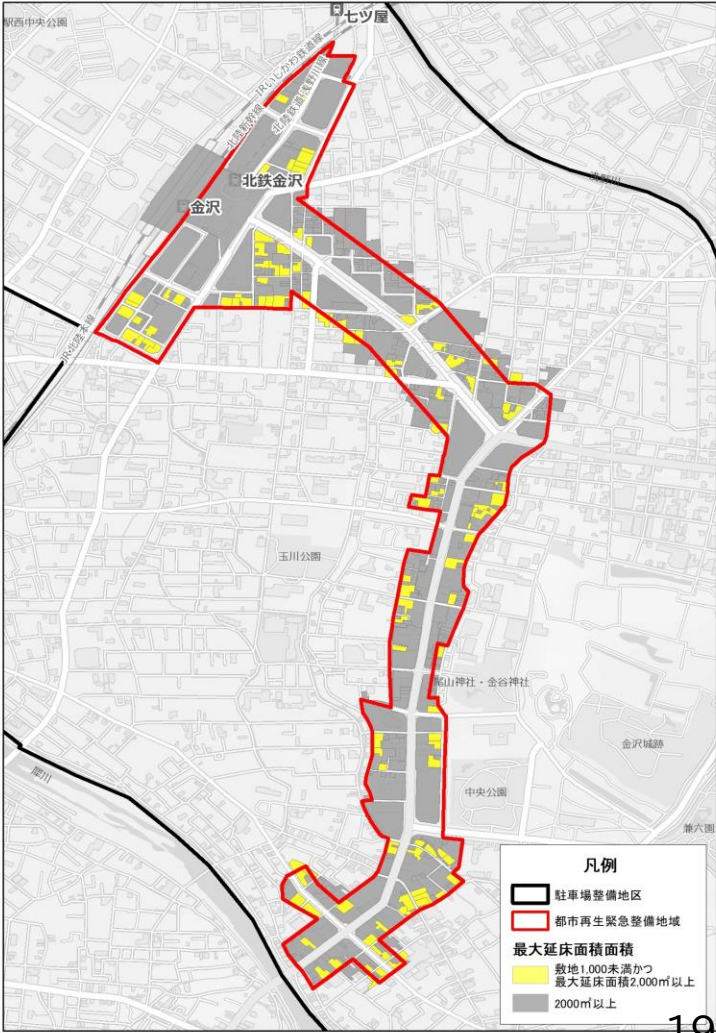 駅西中央公園
七ツ屋
IRいしかわ鉄道線
北陸鉄道浅野川線
北陸新幹線
浅野川
北鉄金沢
金沢
JR北陸本線
玉川公園
尾山神社・金谷神社
金沢城跡
中央公園
犀川
兼六園
凡例
駐車場整備地区
都市再生緊急整備地域
最大延床面積面積
敷地1,000未満かつ
最大延床面積2,000㎡以上
2000㎡以上
19